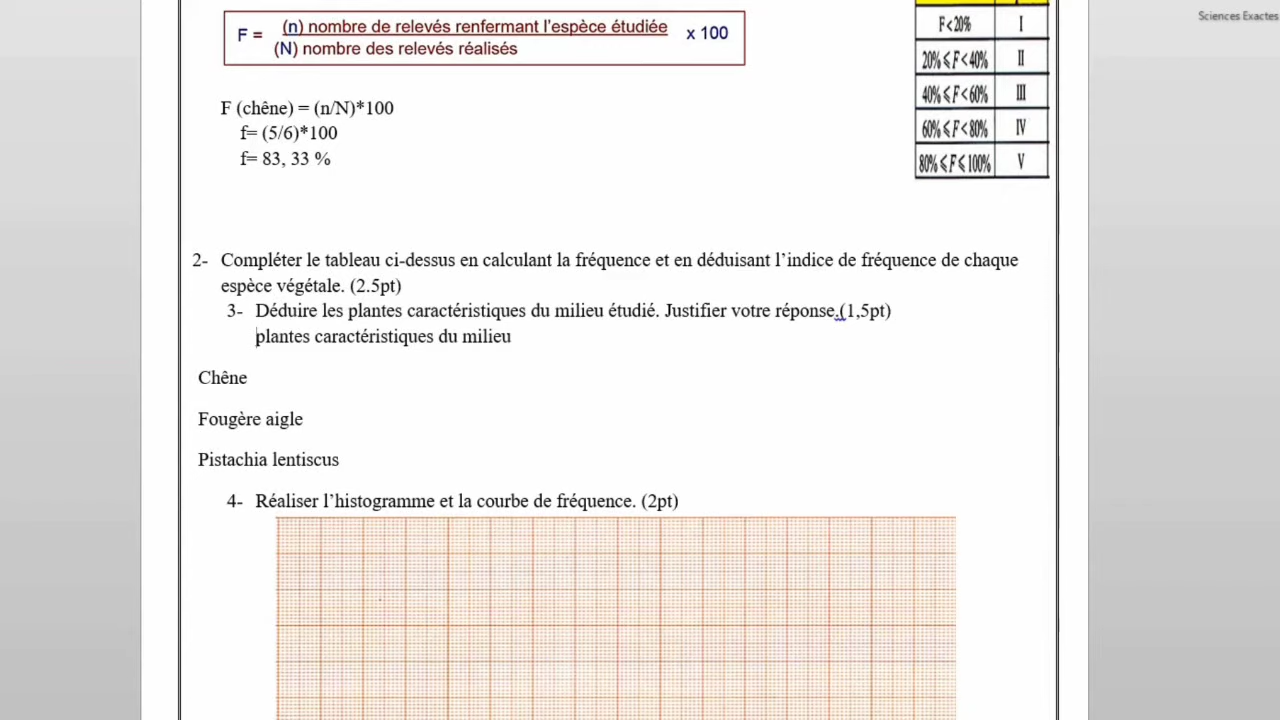 Sciences Exactes
F = (n) nombre de relevés renfermant l'espèce étudiée x 100
(N) nombre des relevés réalisés
F<20% I
20%⩽F<40% II
40%⩽F<60% III
60%⩽F<80% IV
80%⩽F⩽100% V
F (chêne) = (n/N)*100
f= (5/6)*100
f= 83, 33 %
2- Compléter le tableau ci-dessus en calculant la fréquence et en déduisant l’indice de fréquence de chaque
espèce végétale. (2.5pt)
3- Déduire les plantes caractéristiques du milieu étudié. Justifier votre réponse.(1,5pt)
plantes caractéristiques du milieu
Chêne
Fougère aigle
Pistachia lentiscus
4- Réaliser l’histogramme et la courbe de fréquence. (2pt)